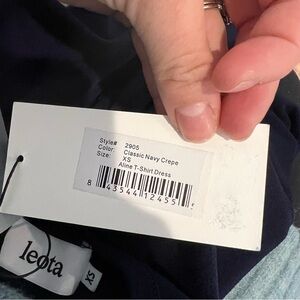 Style# 2905
Color: Classic Navy Crepe
Size: XS
Aline T-Shirt Dress
8 43544 12455
leota
XS